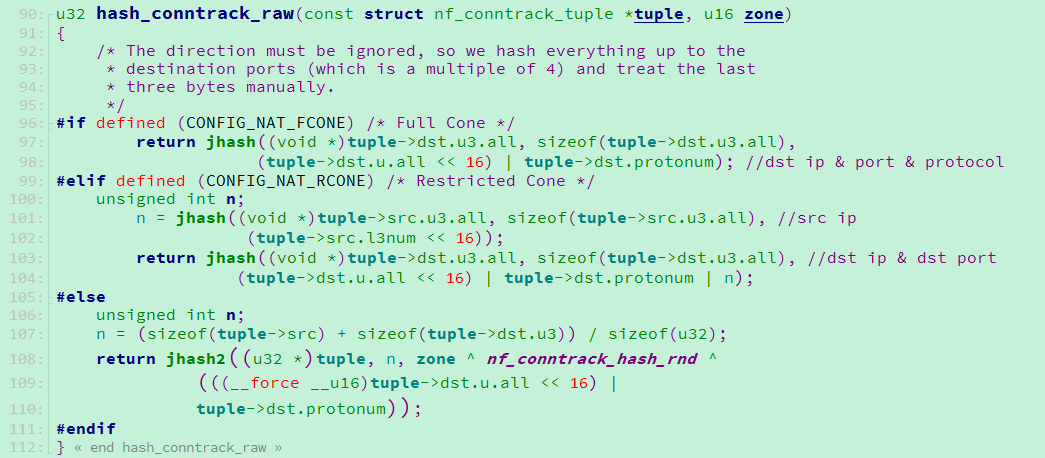 90: u32 hash_conntrack_raw(const struct nf_conntrack_tuple *tuple, u16 zone)
91: {
92:     /* The direction must be ignored, so we hash everything up to the
93:      * destination ports (which is a multiple of 4) and treat the last
94:      * three bytes manually.
95:      */
96: #if defined (CONFIG_NAT_FCONE) /* Full Cone */
97:         return jhash((void *)tuple->dst.u3.all, sizeof(tuple->dst.u3.all),
98:                     (tuple->dst.u.all << 16) | tuple->dst.protonum); //dst ip & port & protocol
99: #elif defined (CONFIG_NAT_RCONE) /* Restricted Cone */
100:     unsigned int n;
101:         n = jhash((void *)tuple->src.u3.all, sizeof(tuple->src.u3.all), //src ip
102:                    (tuple->src.l3num << 16));
103:         return jhash((void *)tuple->dst.u3.all, sizeof(tuple->dst.u3.all), //dst ip & dst port
104:                   (tuple->dst.u.all << 16) | tuple->dst.protonum | n);
105: #else
106:     unsigned int n;
107:     n = (sizeof(tuple->src) + sizeof(tuple->dst.u3)) / sizeof(u32);
108:     return jhash2((u32 *)tuple, n, zone ^ nf_conntrack_hash_rnd ^
109:               (((__force __u16)tuple->dst.u.all << 16) |
110:               tuple->dst.protonum));
111: #endif
112: } « end hash_conntrack_raw »